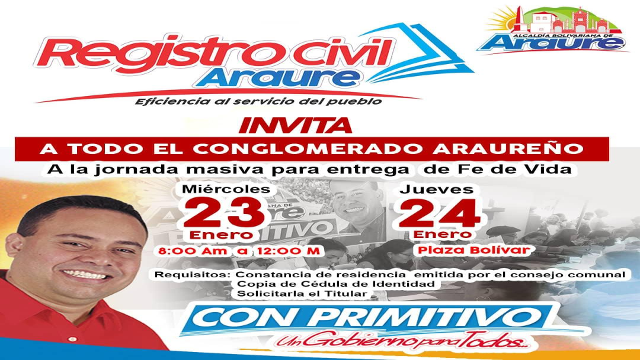 Registro civil
Araure
Eficiencia al servicio del pueblo
ALCALDÍA BOLIVARIANA DE
Araure
INVITA
A TODO EL CONGLOMERADO ARAUREÑO
A la jornada masiva para entrega de Fe de Vida
Miércoles
23
Enero
8:00 Am a 12:00 M
Jueves
24
Enero
Plaza Bolívar
Requisitos: Constancia de residencia emitida por el consejo comunal
Copia de Cédula de Identidad
Solicitarla el Titular
CON PRIMITIVO
Un Gobierno para Todos...